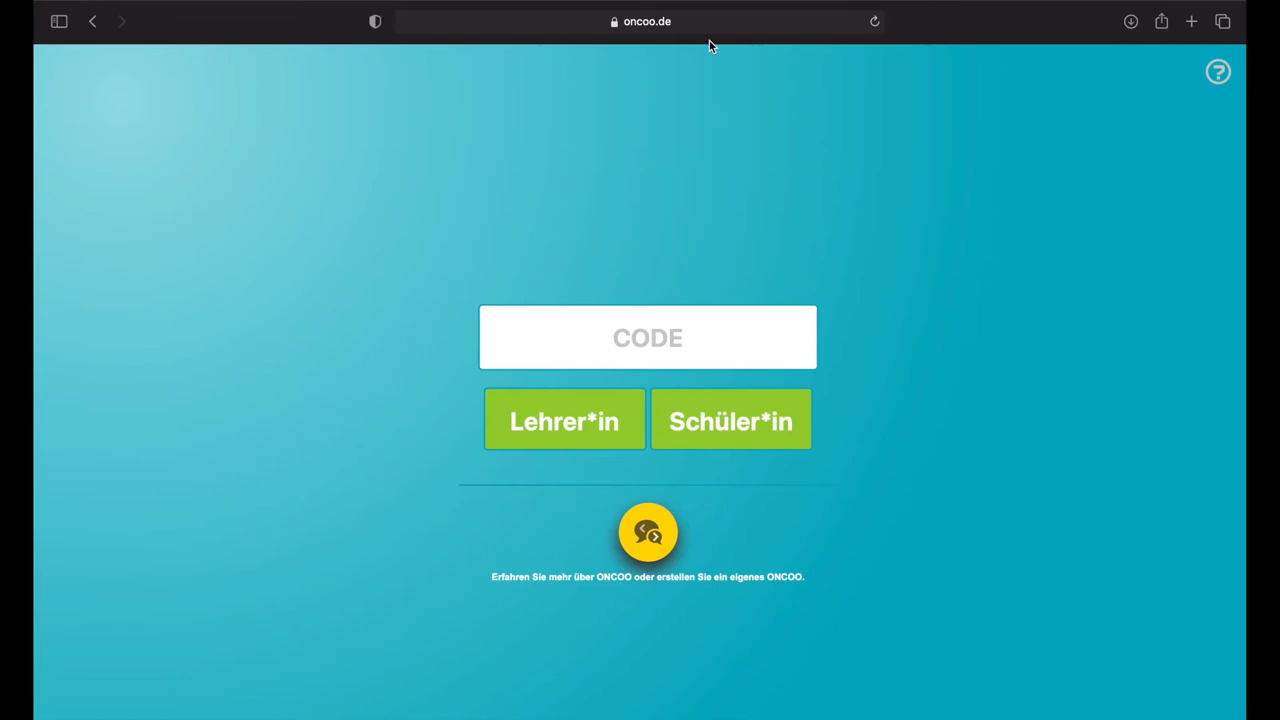 oncoo.de
?
CODE
Lehrer*in Schüler*in
Erfahren Sie mehr über ONCOO oder erstellen Sie ein eigenes ONCOO.